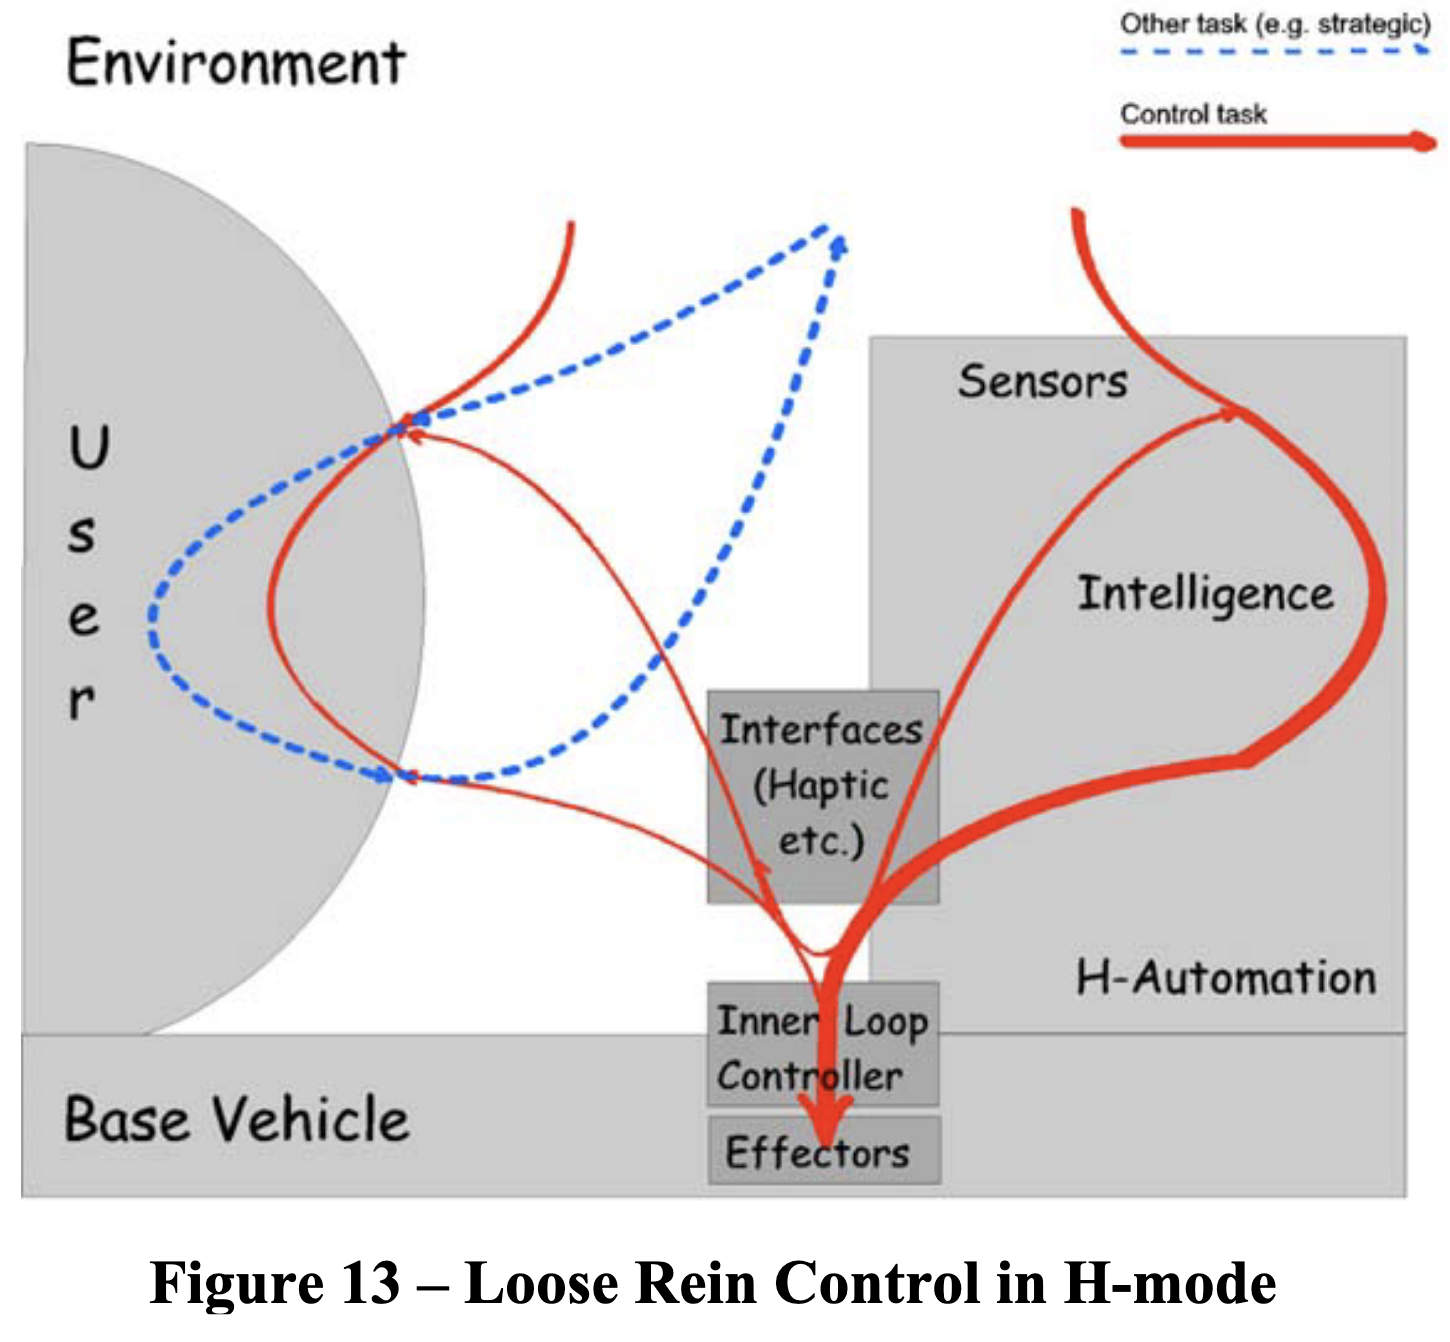 Other task (e.g. strategic)
Environment
Control task
Sensors
User
Intelligence
Interfaces
(Haptic
etc.)
H-Automation
Inner Loop
Controller
Base Vehicle
Effectors
Figure 13 – Loose Rein Control in H-mode